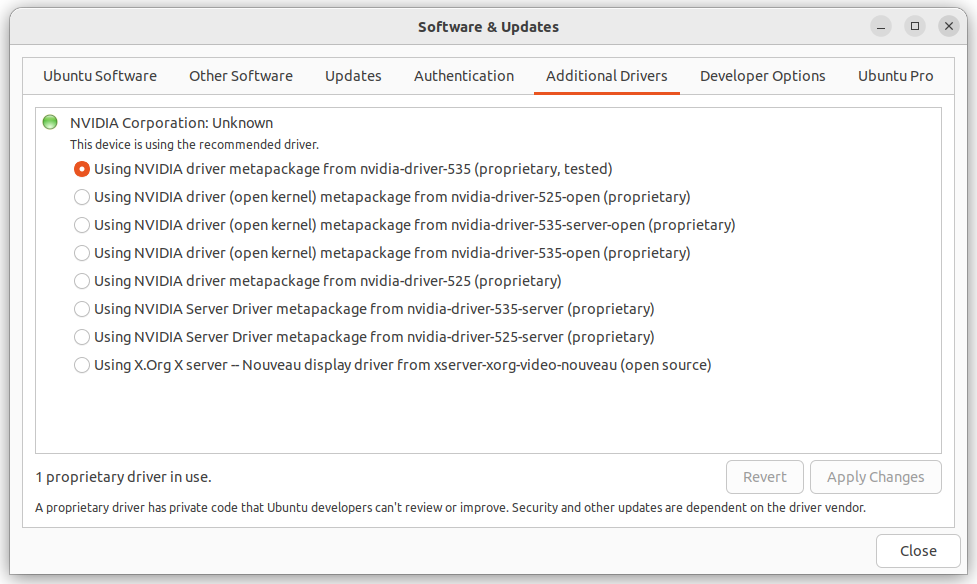 Software & Updates
Ubuntu Software Other Software Updates Authentication Additional Drivers Developer Options Ubuntu Pro
NVIDIA Corporation: Unknown
This device is using the recommended driver.
Using NVIDIA driver metapackage from nvidia-driver-535 (proprietary, tested)
Using NVIDIA driver (open kernel) metapackage from nvidia-driver-525-open (proprietary)
Using NVIDIA driver (open kernel) metapackage from nvidia-driver-535-server-open (proprietary)
Using NVIDIA driver (open kernel) metapackage from nvidia-driver-535-open (proprietary)
Using NVIDIA driver metapackage from nvidia-driver-525 (proprietary)
Using NVIDIA Server Driver metapackage from nvidia-driver-535-server (proprietary)
Using NVIDIA Server Driver metapackage from nvidia-driver-525-server (proprietary)
Using X.Org X server -- Nouveau display driver from xserver-xorg-video-nouveau (open source)
1 proprietary driver in use.
Revert Apply Changes
A proprietary driver has private code that Ubuntu developers can't review or improve. Security and other updates are dependent on the driver vendor.
Close